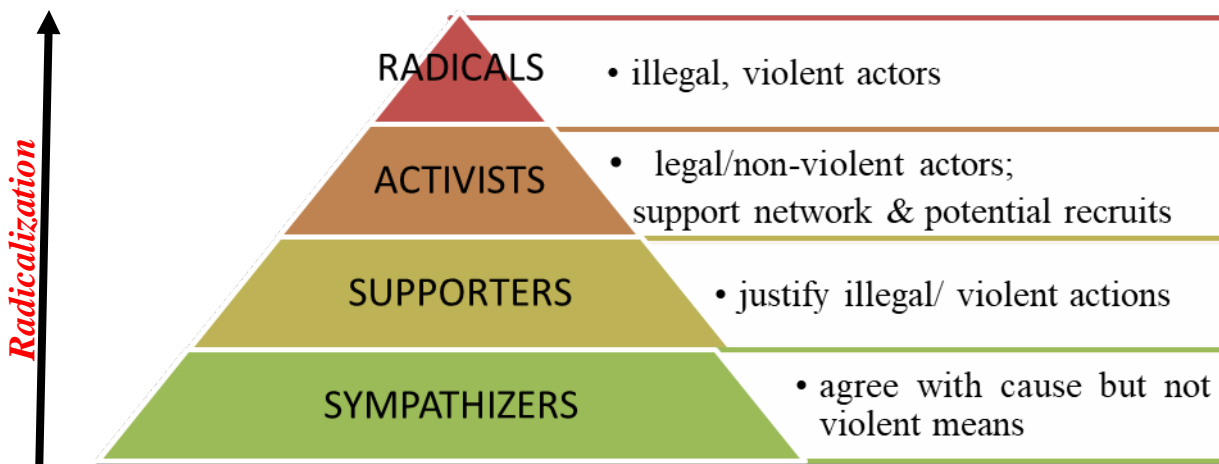 Radicalization
RADICALS
• illegal, violent actors
ACTIVISTS
• legal/non-violent actors;
support network & potential recruits
SUPPORTERS
• justify illegal/ violent actions
SYMPATHIZERS
• agree with cause but not
violent means